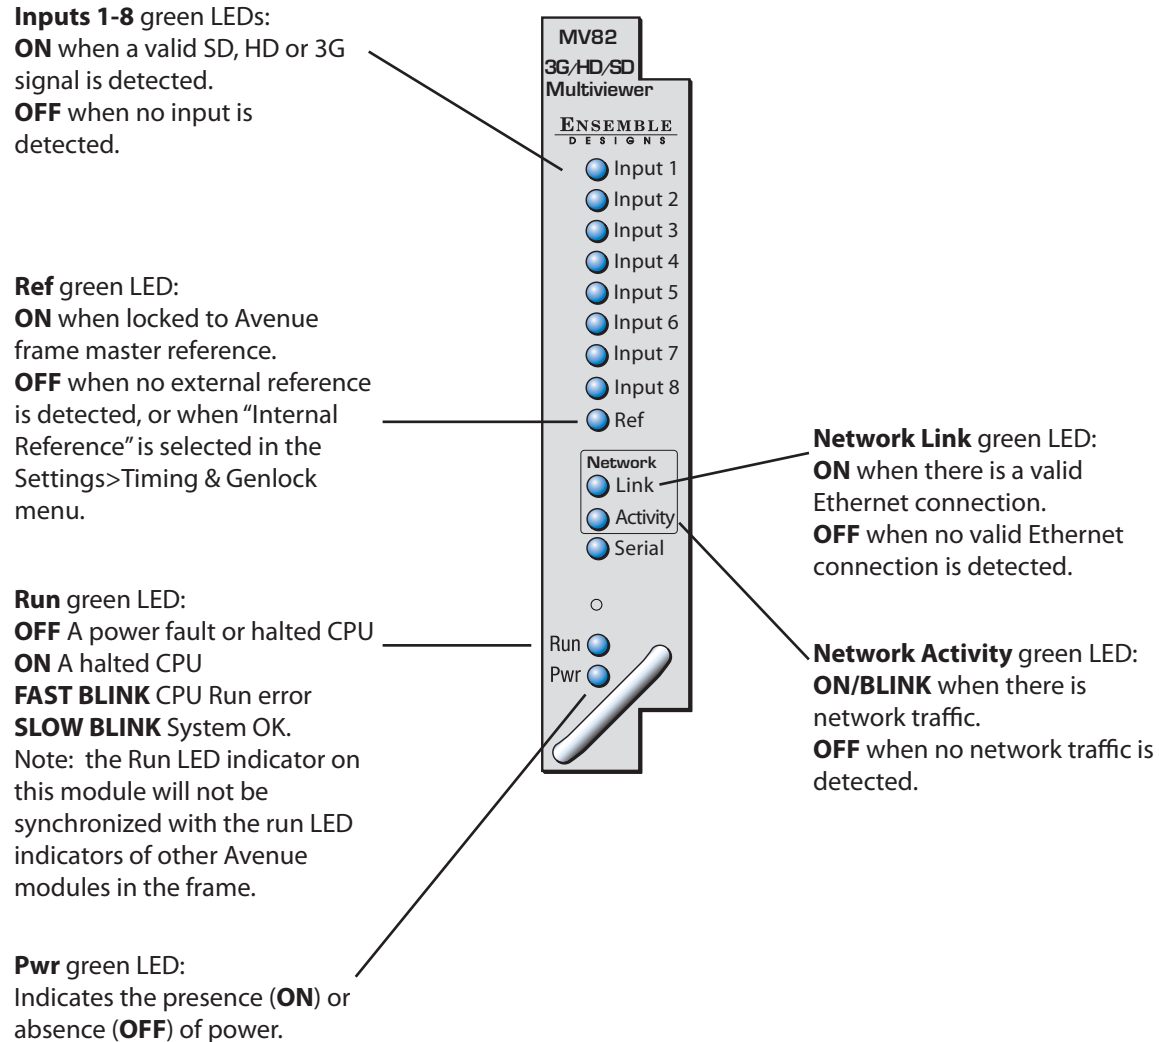 Inputs 1-8 green LEDs:
ON when a valid SD, HD or 3G
signal is detected.
OFF when no input is
detected.
Ref green LED:
ON when locked to Avenue
frame master reference.
OFF when no external reference
is detected, or when “Internal
Reference” is selected in the
Settings>Timing & Genlock
menu.
Run green LED:
OFF A power fault or halted CPU
ON A halted CPU
FAST BLINK CPU Run error
SLOW BLINK System OK.
Note: the Run LED indicator on
this module will not be
synchronized with the run LED
indicators of other Avenue
modules in the frame.
Pwr green LED:
Indicates the presence (ON) or
absence (OFF) of power.
MV82
3G/HD/SD
Multiviewer
ENSEMBLE
DESIGNS
Input 1
Input 2
Input 3
Input 4
Input 5
Input 6
Input 7
Input 8
Ref
Network
Link
Activity
Serial
Run
Pwr
Network Link green LED:
ON when there is a valid
Ethernet connection.
OFF when no valid Ethernet
connection is detected.
Network Activity green LED:
ON/BLINK when there is
network traffic.
OFF when no network traffic is
detected.